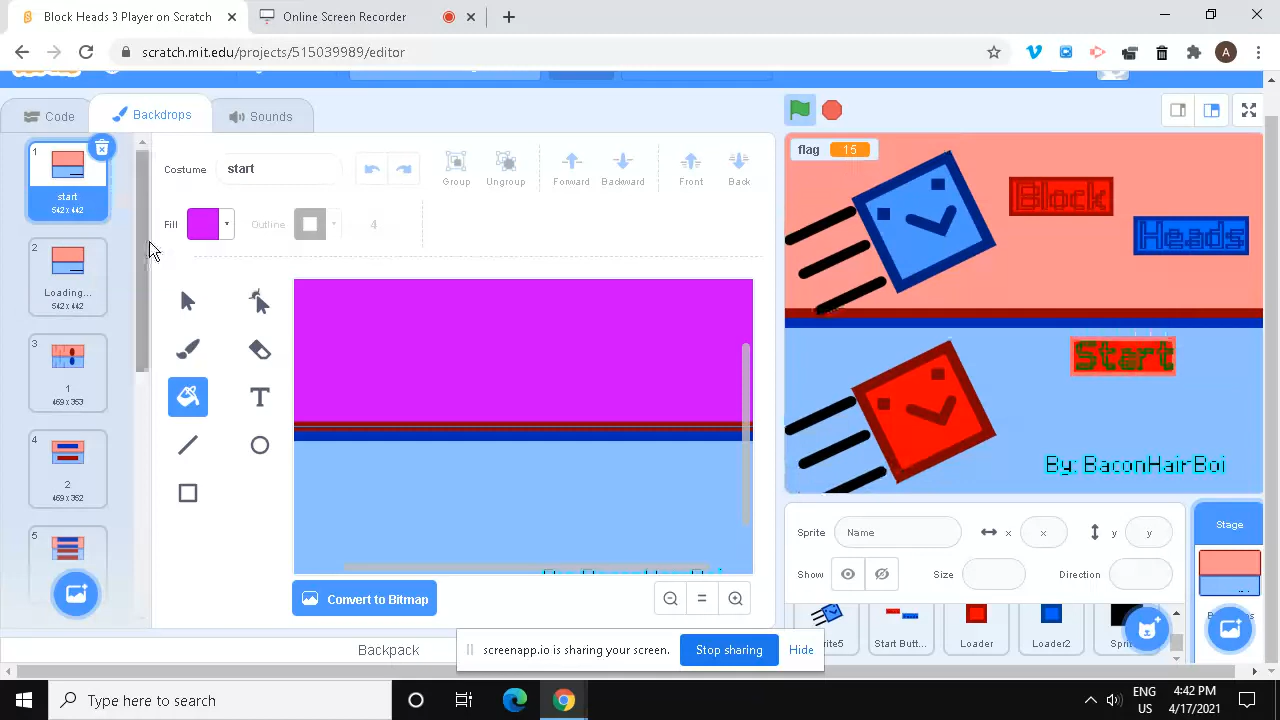 Block Heads 3 Player on Scratch
Online Screen Recorder
scratch.mit.edu/projects/515039989/editor
A
Code
Backdrops
Sounds
1
start
542 x 442
2
Loading...
542 x 442
3
1
469 x 353
4
2
469 x 352
5
Costume
start
Group
Ungroup
Forward
Backward
Front
Back
Fill
Outline
4
Convert to Bitmap
flag 15
Block
Heads
Start
By: BaconHairBoi
Sprite
Name
x
x
y
y
Show
Size
Direction
Stage
Start Butt...
Loader
Loader2
Backpack
screenapp.io is sharing your screen.
Stop sharing
Hide
Type here to search
ENG
US
4:42 PM
4/17/2021